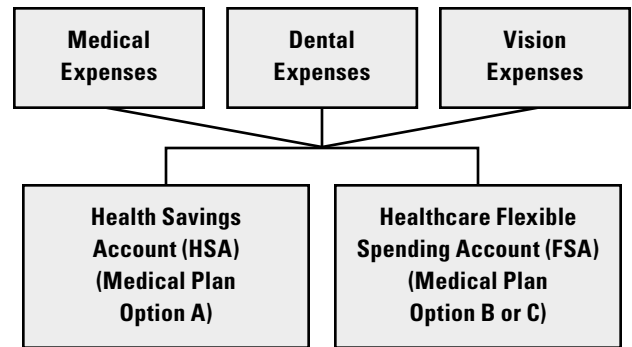 Medical
Expenses
Dental
Expenses
Vision
Expenses
Health Savings
Account (HSA)
(Medical Plan
Option A)
Healthcare Flexible
Spending Account (FSA)
(Medical Plan
Option B or C)